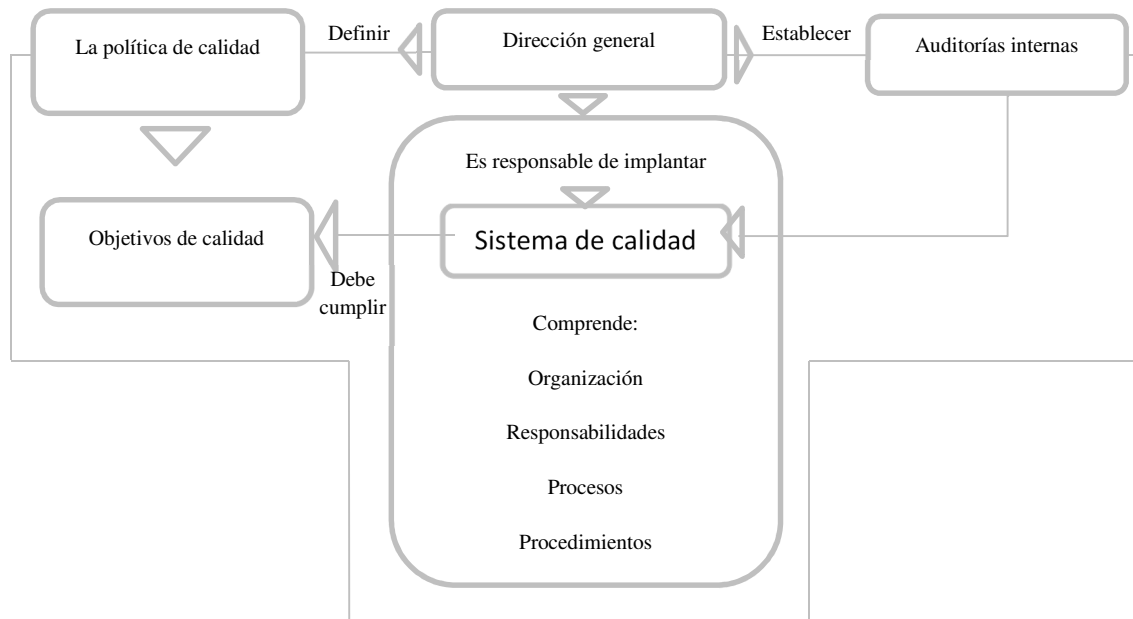 La política de calidad
Definir
Dirección general
Establecer
Auditorías internas
Es responsable de implantar
Objetivos de calidad
Debe
cumplir
Sistema de calidad
Comprende:
Organización
Responsabilidades
Procesos
Procedimientos